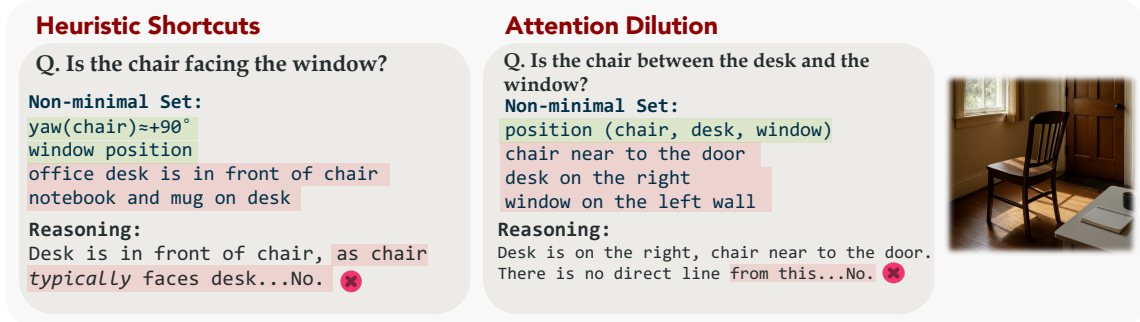 Heuristic Shortcuts
Q. Is the chair facing the window?
Non-minimal Set:
yaw(chair)≈+90°
window position
office desk is in front of chair
notebook and mug on desk
Reasoning:
Desk is in front of chair, as chair
typically faces desk...No.
Attention Dilution
Q. Is the chair between the desk and the
window?
Non-minimal Set:
position (chair, desk, window)
chair near to the door
desk on the right
window on the left wall
Reasoning:
Desk is on the right, chair near to the door.
There is no direct line from this...No.